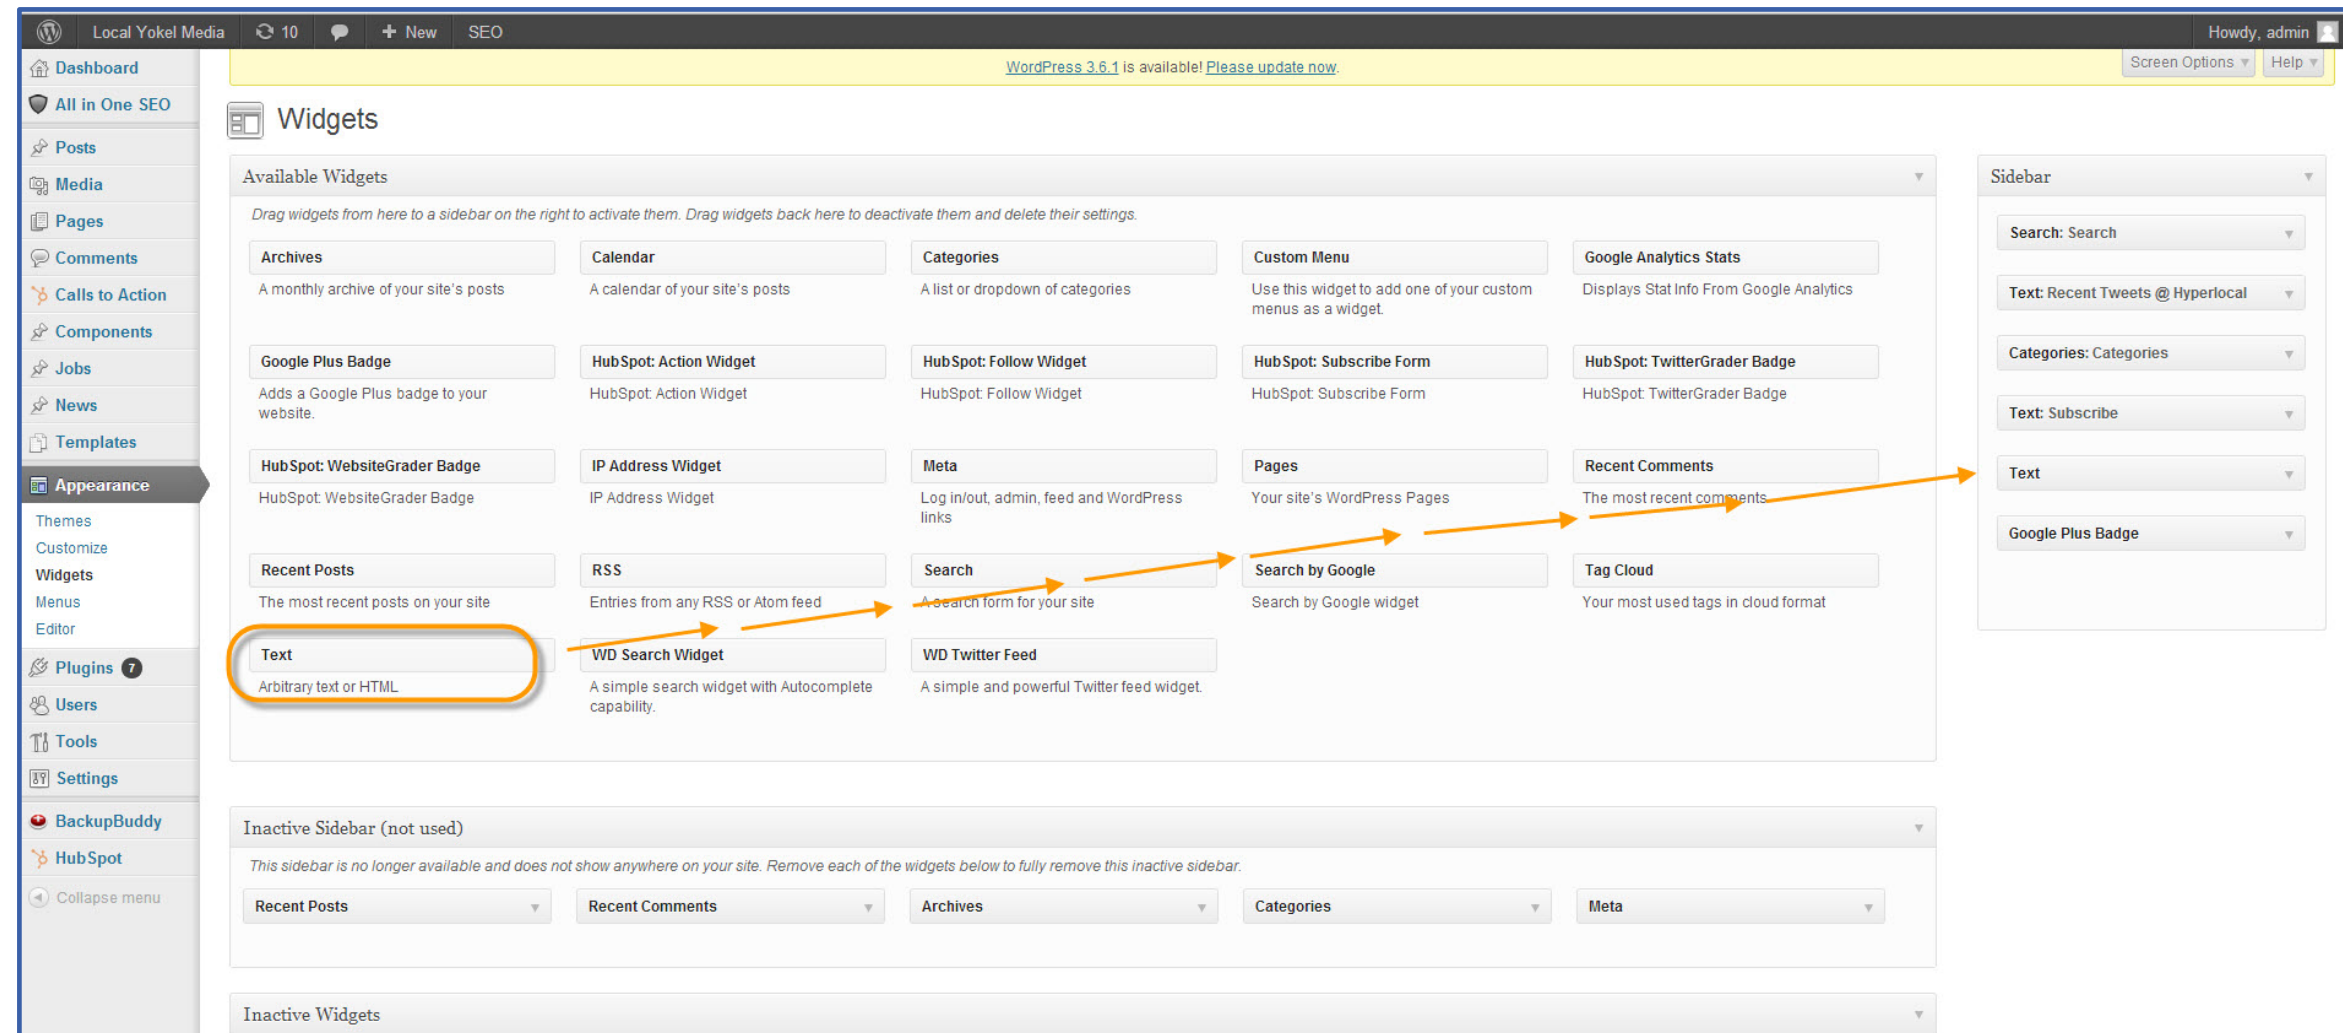 Local Yokel Media 10 + New SEO Howdy, admin
WordPress 3.6.1 is available! Please update now.
Screen Options Help
Dashboard
All in One SEO
Posts
Media
Pages
Comments
Calls to Action
Components
Jobs
News
Templates
Appearance
Themes
Customize
Widgets
Menus
Editor
Plugins 7
Users
Tools
Settings
BackupBuddy
HubSpot
Collapse menu
Widgets
Available Widgets
Drag widgets from here to a sidebar on the right to activate them. Drag widgets back here to deactivate them and delete their settings.
Archives
A monthly archive of your site's posts
Calendar
A calendar of your site's posts
Categories
A list or dropdown of categories
Custom Menu
Use this widget to add one of your custom
menus as a widget.
Google Analytics Stats
Displays Stat Info From Google Analytics
Google Plus Badge
Adds a Google Plus badge to your
website.
HubSpot: Action Widget
HubSpot: Action Widget
HubSpot: Follow Widget
HubSpot: Follow Widget
HubSpot: Subscribe Form
HubSpot: Subscribe Form
HubSpot: TwitterGrader Badge
HubSpot: TwitterGrader Badge
HubSpot: WebsiteGrader Badge
HubSpot: WebsiteGrader Badge
IP Address Widget
IP Address Widget
Meta
Log in/out, admin, feed and WordPress
links
Pages
Your site's WordPress Pages
Recent Comments
The most recent comments
Recent Posts
The most recent posts on your site
RSS
Entries from any RSS or Atom feed
Search
A search form for your site
Search by Google
Search by Google widget
Tag Cloud
Your most used tags in cloud format
Text
Arbitrary text or HTML
WD Search Widget
A simple search widget with Autocomplete
capability.
WD Twitter Feed
A simple and powerful Twitter feed widget.
Inactive Sidebar (not used)
This sidebar is no longer available and does not show anywhere on your site. Remove each of the widgets below to fully remove this inactive sidebar.
Recent Posts
Recent Comments
Archives
Categories
Meta
Inactive Widgets
Sidebar
Search: Search
Text: Recent Tweets @ Hyperlocal
Categories: Categories
Text: Subscribe
Text
Google Plus Badge